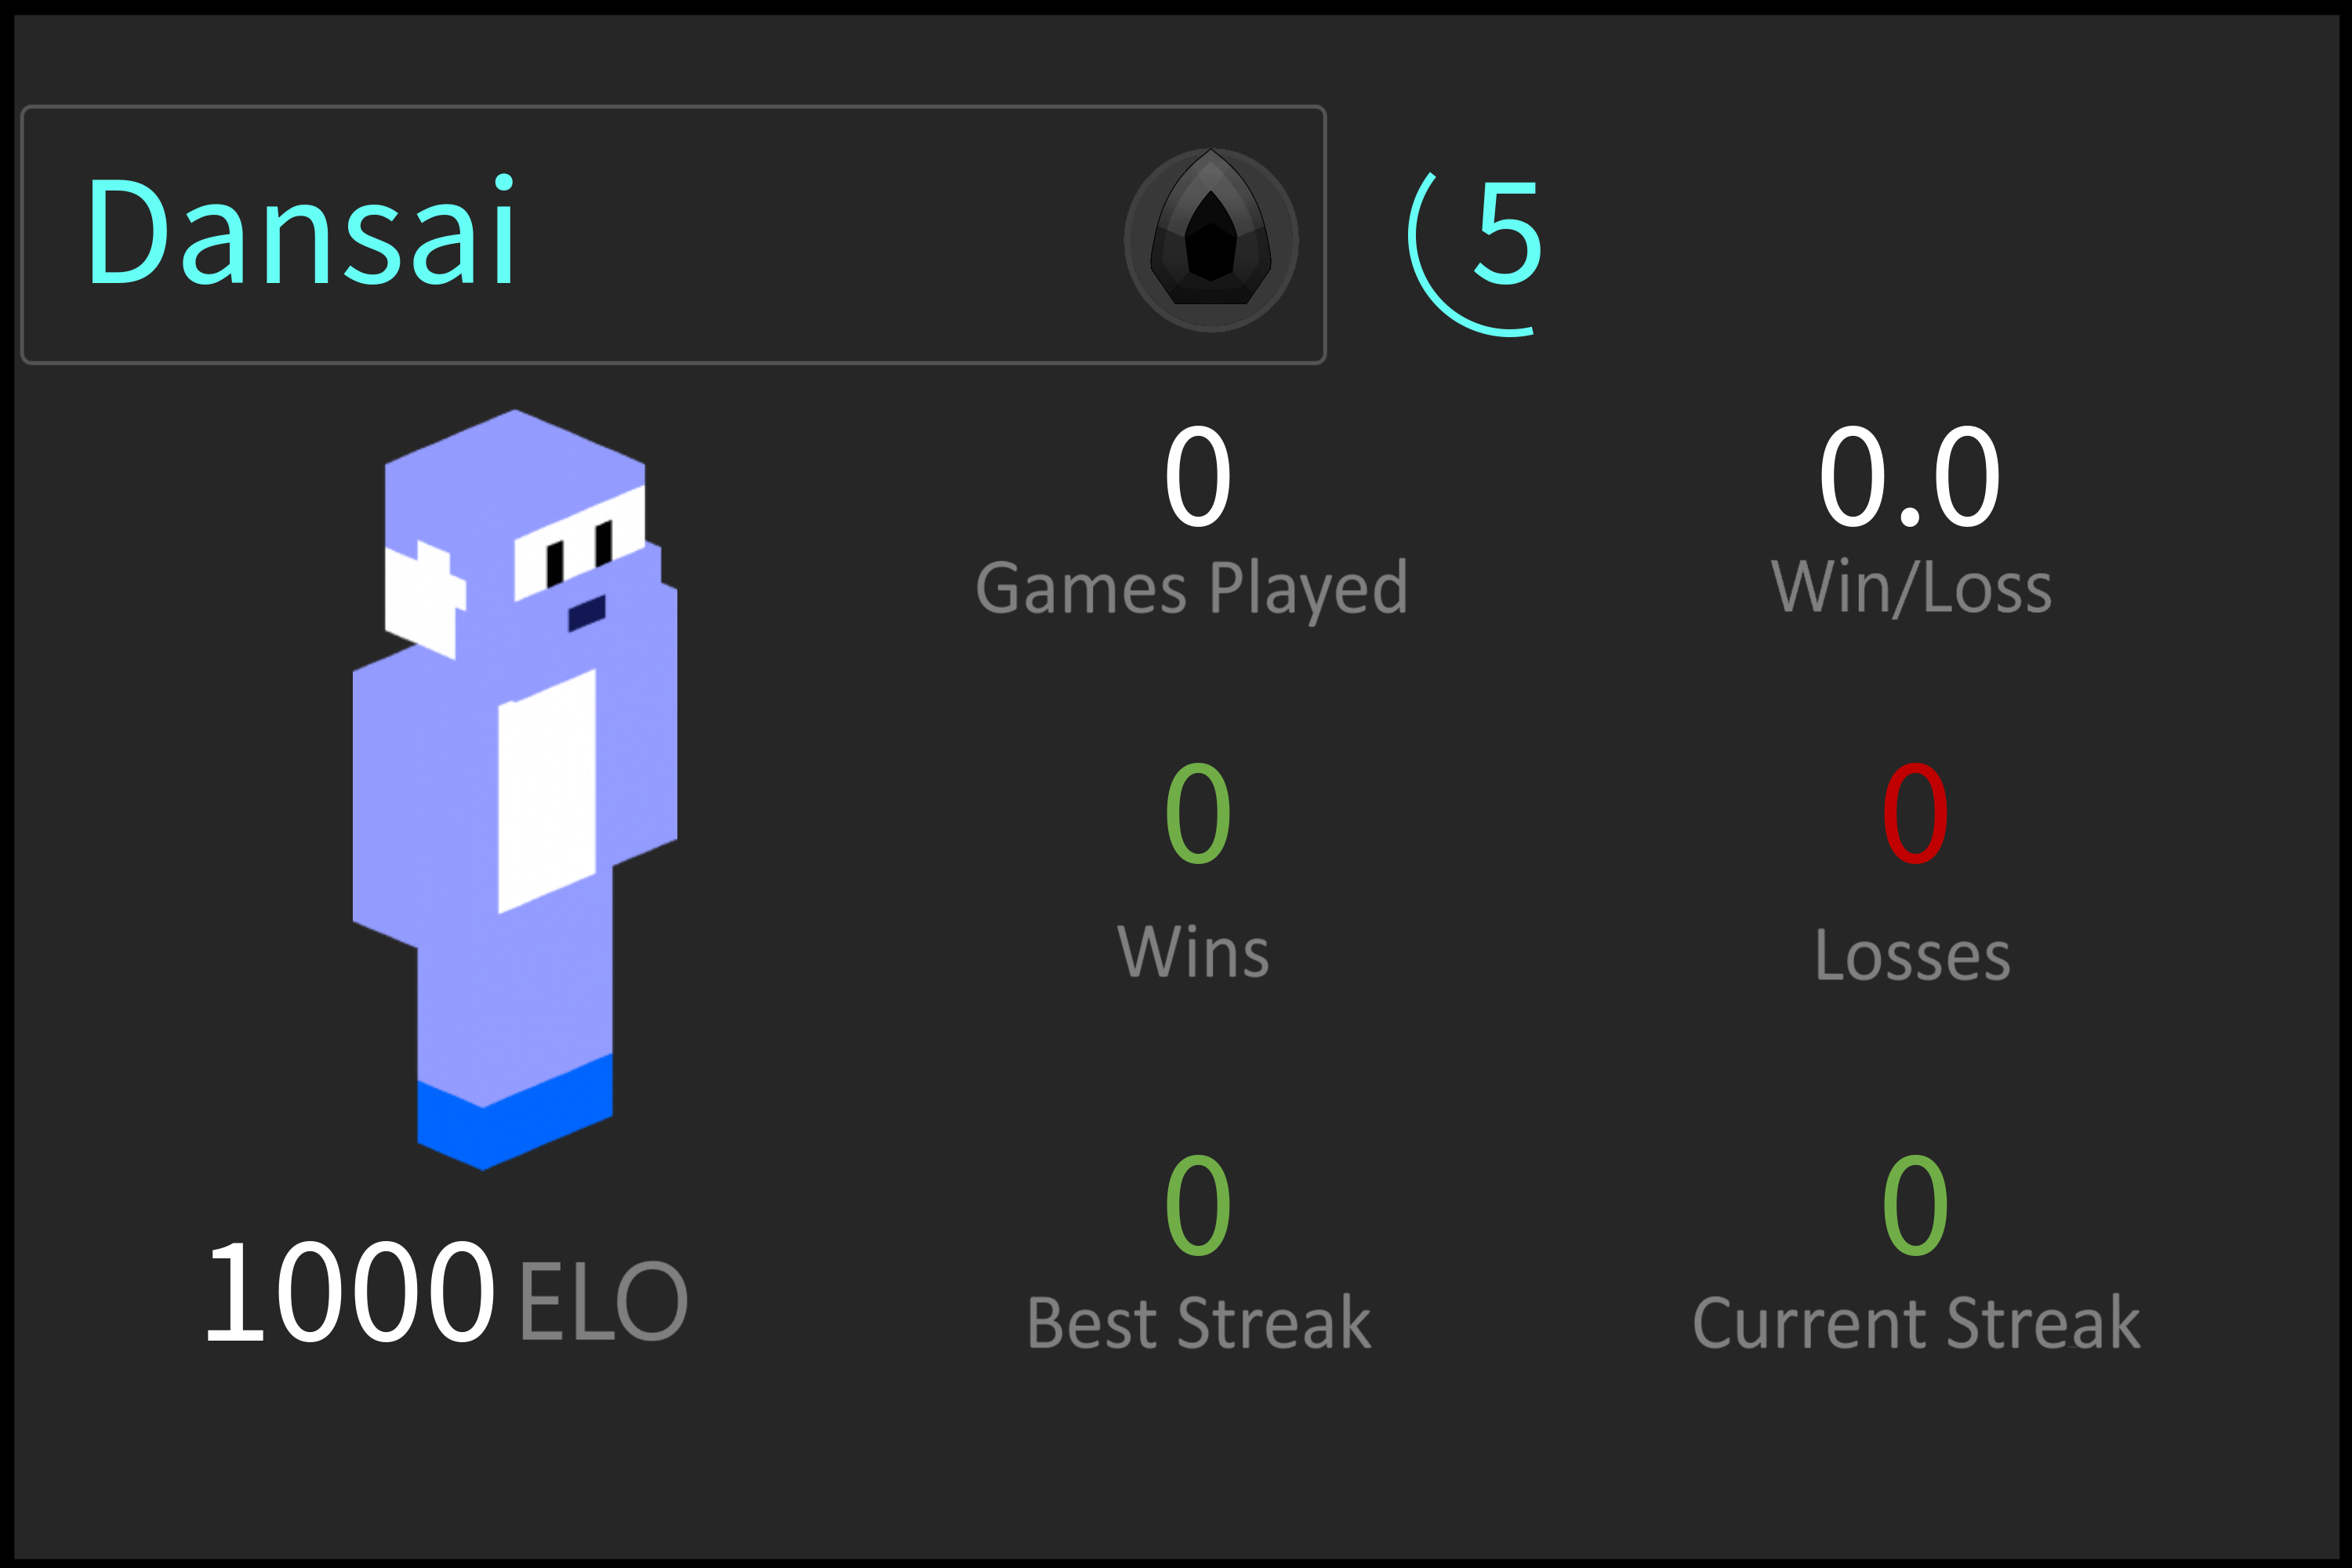 Dansai
5
0
0.0
Games Played
Win/Loss
0
0
Wins
Losses
0
0
1000 ELO
Best Streak
Current Streak